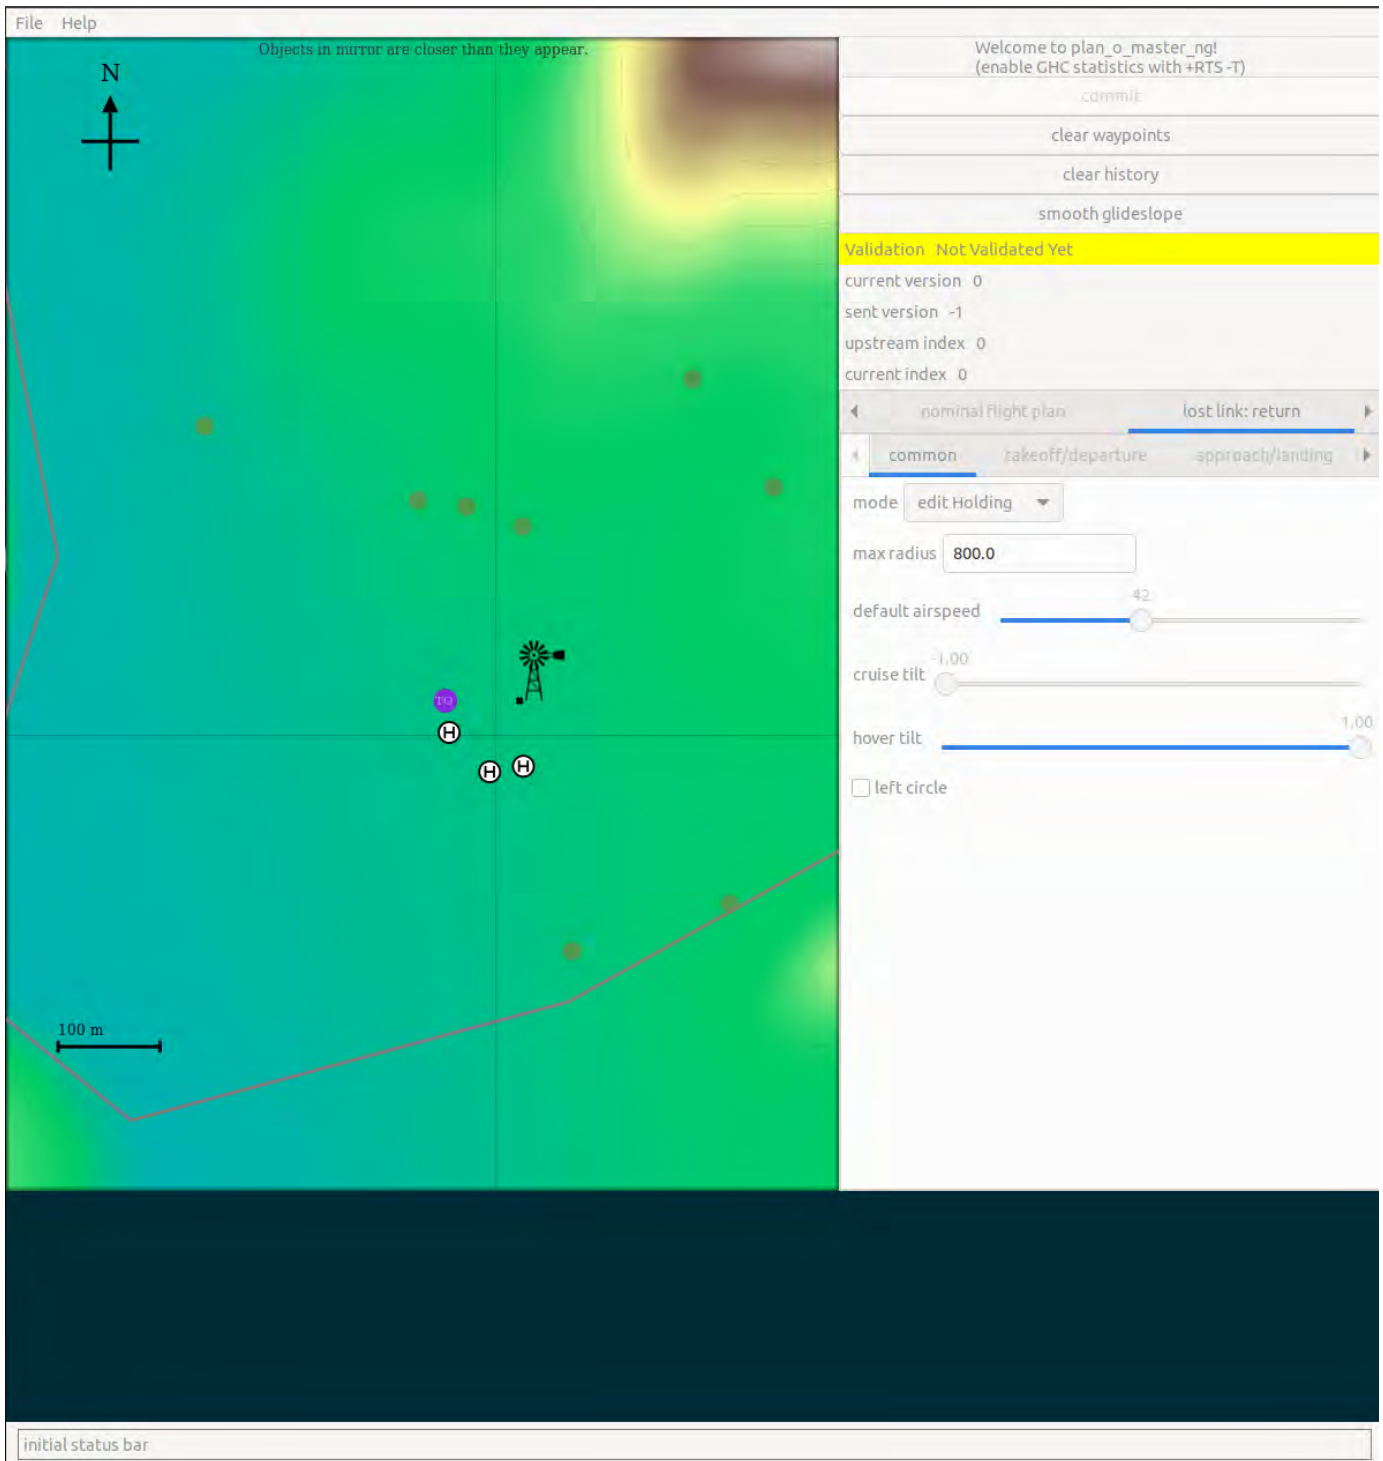 File Help
Objects in mirror are closer than they appear.
N
100 m
H
H
H
Welcome to plan_o_master_ng!
(enable GHC statistics with +RTS -T)
commit
clear waypoints
clear history
smooth glideslope
Validation Not Validated Yet
current version 0
sent version -1
upstream index 0
current index 0
nominal flight plan lost link: return
common takeoff/departure approach/landing
mode edit Holding
max radius 800.0
42
default airspeed
-1.00
cruise tilt
1.00
hover tilt
left circle
initial status bar